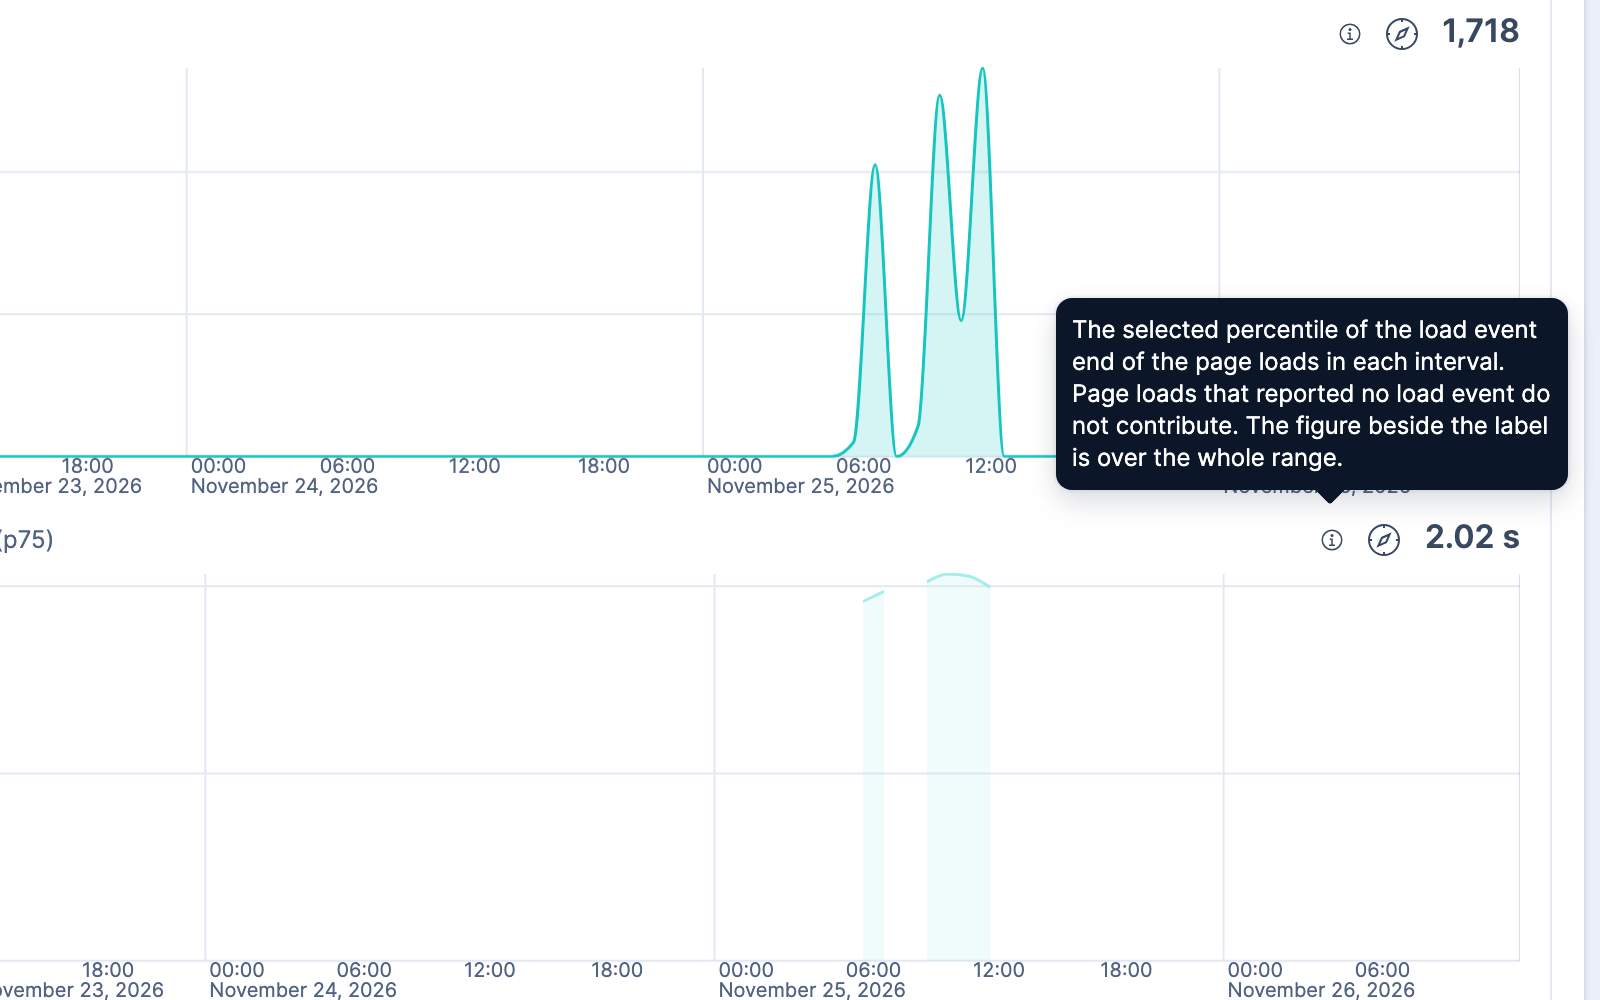 1,718
The selected percentile of the load event
end of the page loads in each interval.
Page loads that reported no load event do
not contribute. The figure beside the label
is over the whole range.
18:00 00:00 06:00 12:00 18:00 00:00 06:00 12:00
ember 23, 2026 November 24, 2026 November 25, 2026
(p75) 2.02 s
18:00 00:00 06:00 12:00 18:00 00:00 06:00 12:00 18:00 00:00 06:00
vember 23, 2026 November 24, 2026 November 25, 2026 November 26, 2026